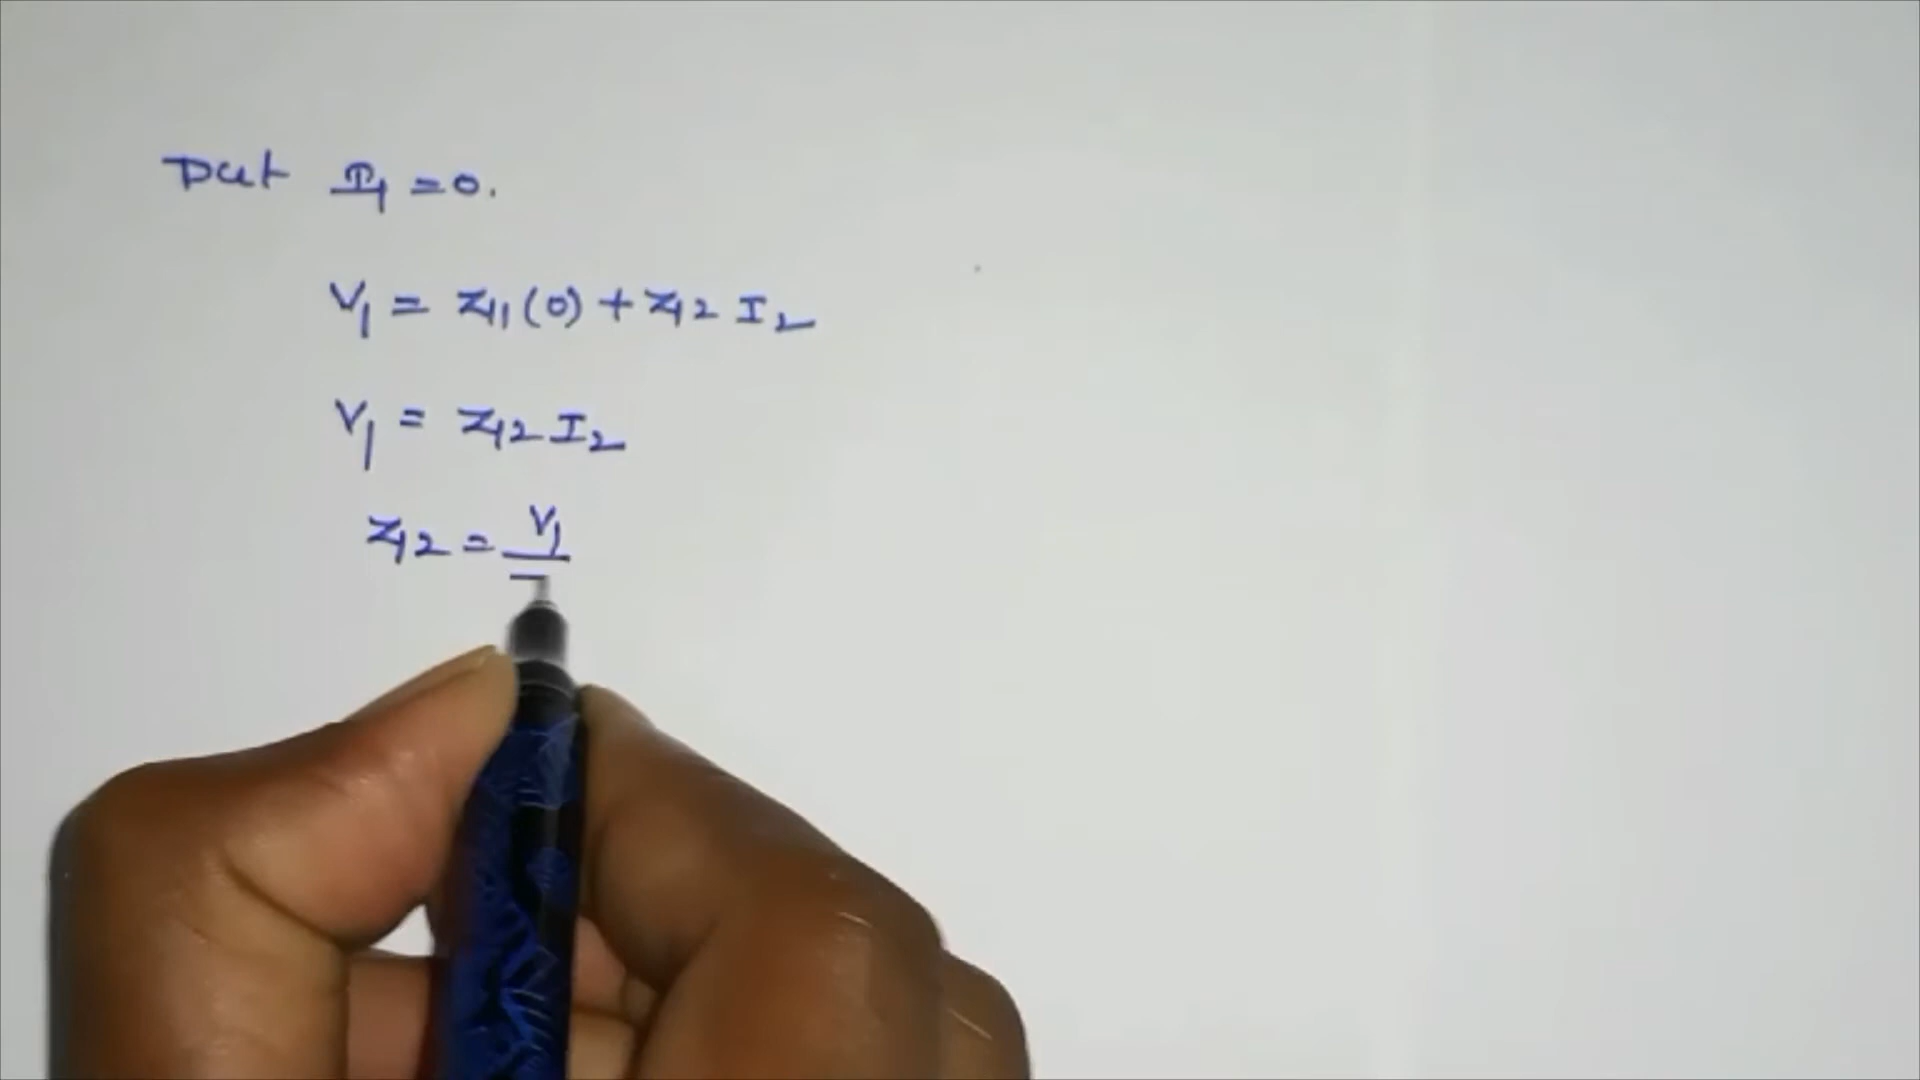 Put I1 = 0.
V1 = Z11(0) + Z12 I2
V1 = Z12 I2
Z12 = V1/